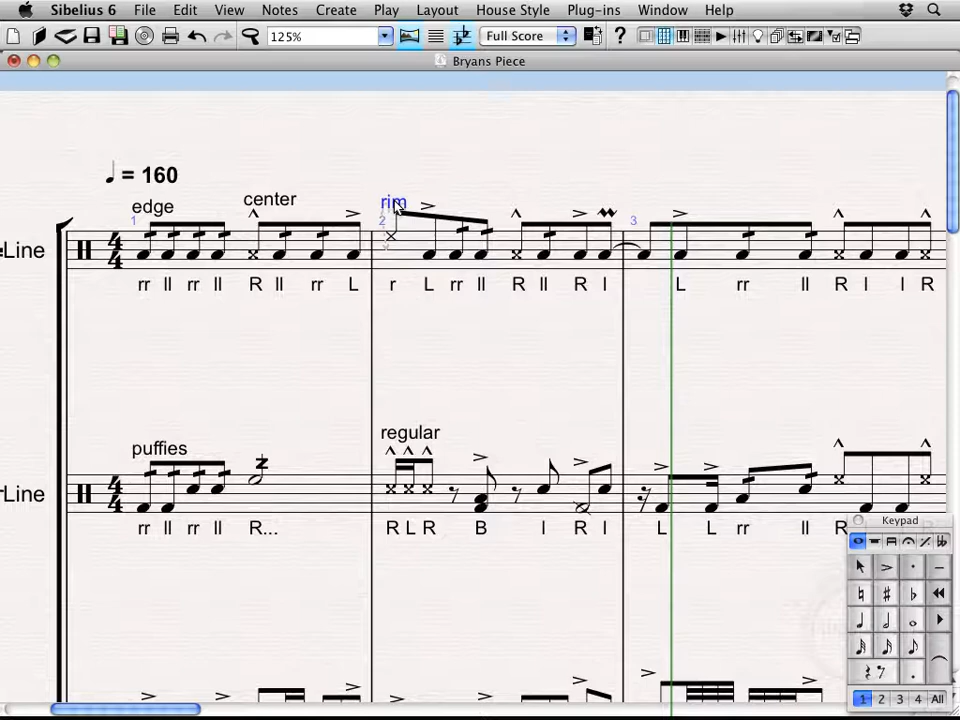 Sibelius 6 File Edit View Notes Create Play Layout House Style Plug-ins Window Help
125% Full Score ?
Bryans Piece
♩ = 160
edge center rim
1 2 3
Line
rr ll rr ll R ll rr L r L rr ll R ll R l L rr ll R l l R
puffies regular
z
Line
rr ll rr ll R... R L R B l R l L L rr ll R
Keypad
1 2 3 4 All